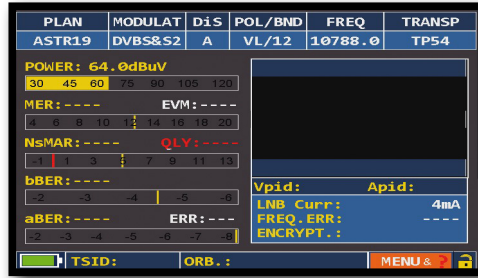 PLAN MODULAT DiS POL/BND FREQ TRANSP
ASTR19 DVBS&S2 A VL/12 10788.0 TP54
POWER: 64.0dBuV
30 45 60 75 90 105 120
MER:---- EVM:----
4 6 8 10 12 14 16 18 20
NsMAR:---- QLY:----
-1 1 3 5 7 9 11 13
bBER:----
-2 -3 -4 -5 -6
aBER:---- ERR:---
-2 -3 -4 -5 -6 -7 -8
Vpid: Apid:
LNB Curr: 4mA
FREQ.ERR: ----
ENCRYPT.:
TSID: ORB.: MENU & ?